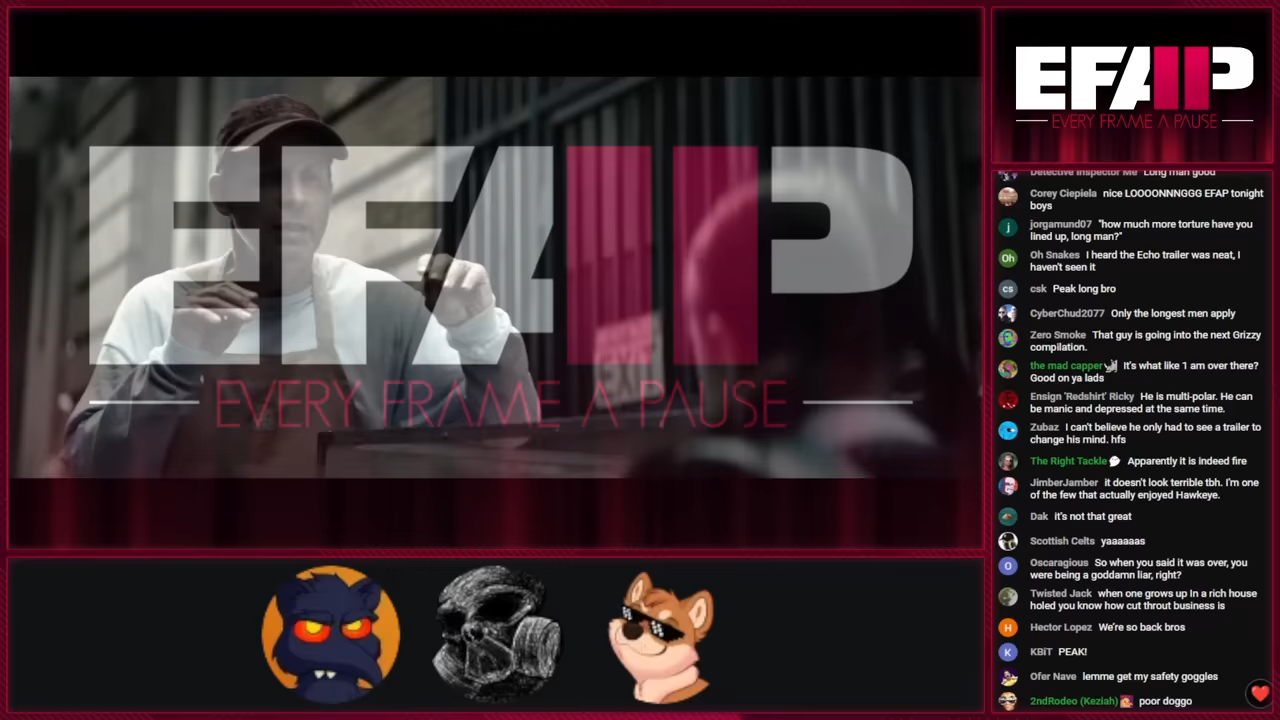 EFAP
EVERY FRAME A PAUSE
EFAP
EVERY FRAME A PAUSE
Detective Inspector Me Long man good
Corey Ciepiela nice LOOOONNNGGG EFAP tonight
boys
j
jorgamund07 "how much more torture have you
lined up, long man?"
Oh
Oh Snakes I heard the Echo trailer was neat, I
haven't seen it
cs
csk Peak long bro
CyberChud2077 Only the longest men apply
Zero Smoke That guy is going into the next Grizzy
compilation.
the mad capper It's what like 1 am over there?
Good on ya lads
Ensign 'Redshirt' Ricky He is multi-polar. He can
be manic and depressed at the same time.
Zubaz I can't believe he only had to see a trailer to
change his mind. hfs
The Right Tackle Apparently it is indeed fire
JimberJamber it doesn't look terrible tbh. I'm one
of the few that actually enjoyed Hawkeye.
Dak it's not that great
Scottish Celts yaaaaaas
O
Oscaragious So when you said it was over, you
were being a goddamn liar, right?
Twisted Jack when one grows up In a rich house
holed you know how cut throut business is
H
Hector Lopez We're so back bros
K
KBiT PEAK!
Ofer Nave lemme get my safety goggles
2ndRodeo (Keziah) poor doggo